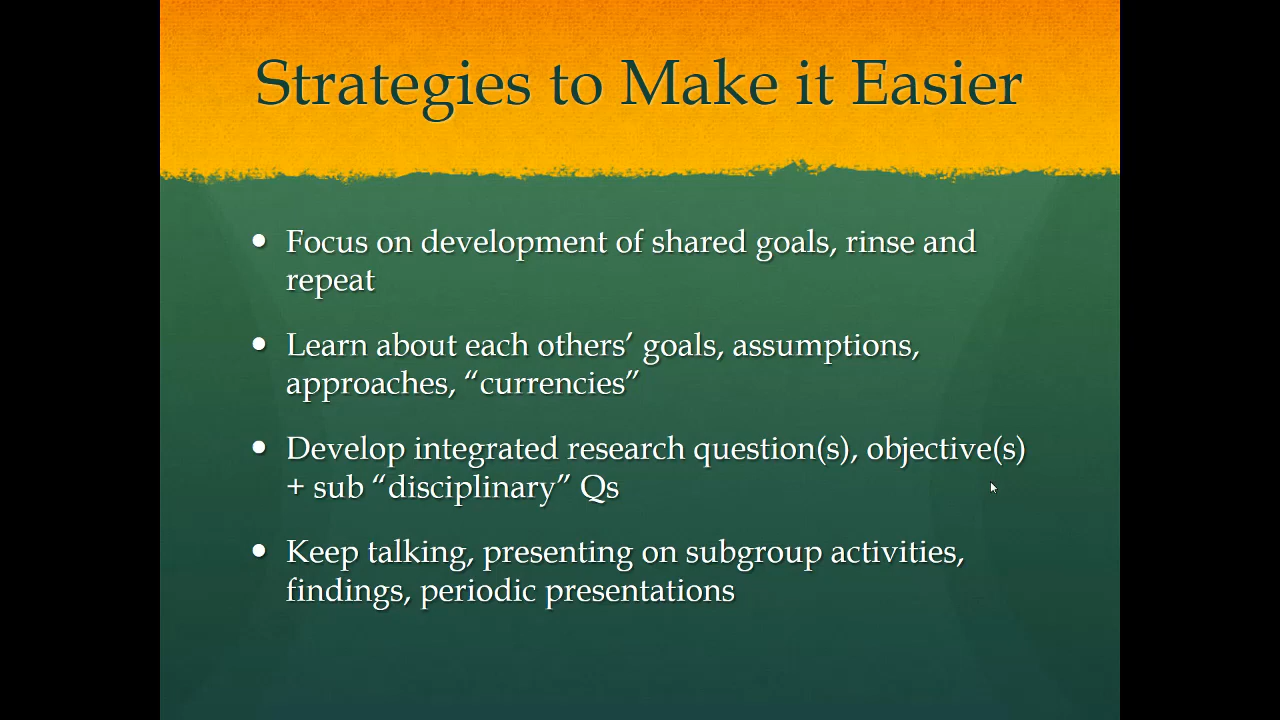 Strategies to Make it Easier
• Focus on development of shared goals, rinse and
repeat
• Learn about each others’ goals, assumptions,
approaches, “currencies”
• Develop integrated research question(s), objective(s)
+ sub “disciplinary” Qs
• Keep talking, presenting on subgroup activities,
findings, periodic presentations